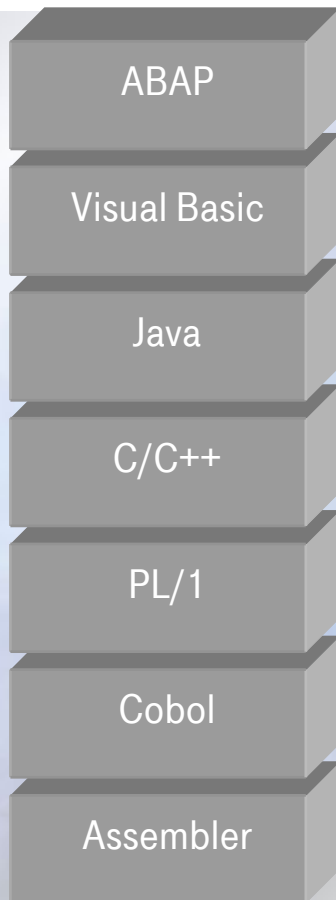 ABAP
Visual Basic
Java
C/C++
PL/1
Cobol
Assembler